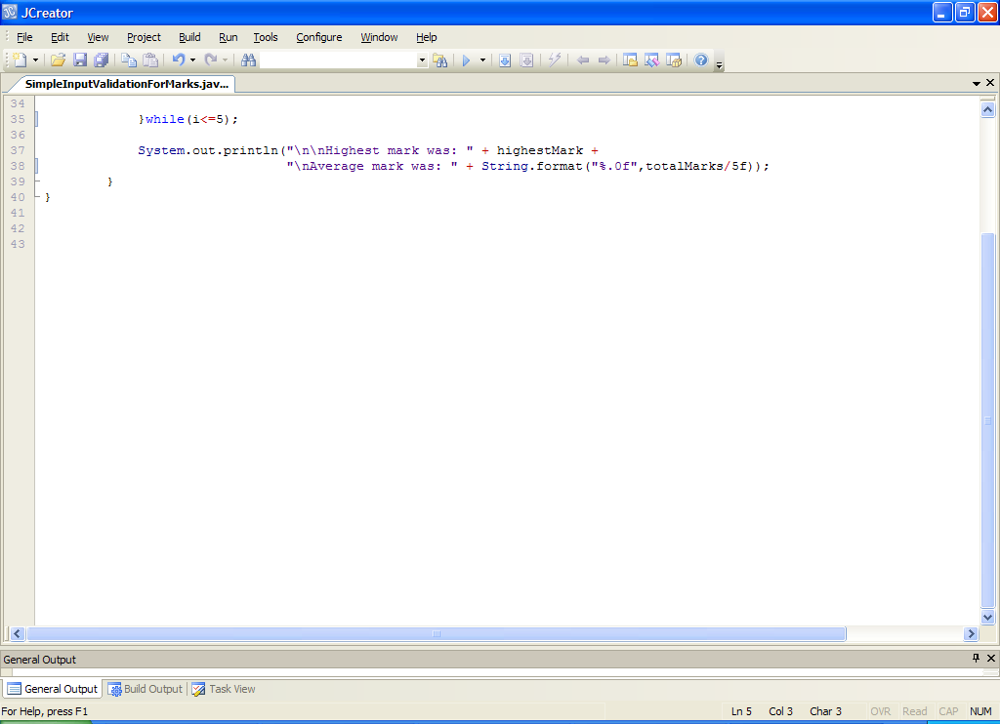 JCreator
File Edit View Project Build Run Tools Configure Window Help
SimpleInputValidationForMarks.jav...
34
35 }while(i<=5);
36
37 System.out.println("\n\nHighest mark was: " + highestMark +
38 "\nAverage mark was: " + String.format("%.0f",totalMarks/5f));
39 }
40 }
41
42
43
General Output
General Output Build Output Task View
For Help, press F1 Ln 5 Col 3 Char 3 OVR Read CAP NUM